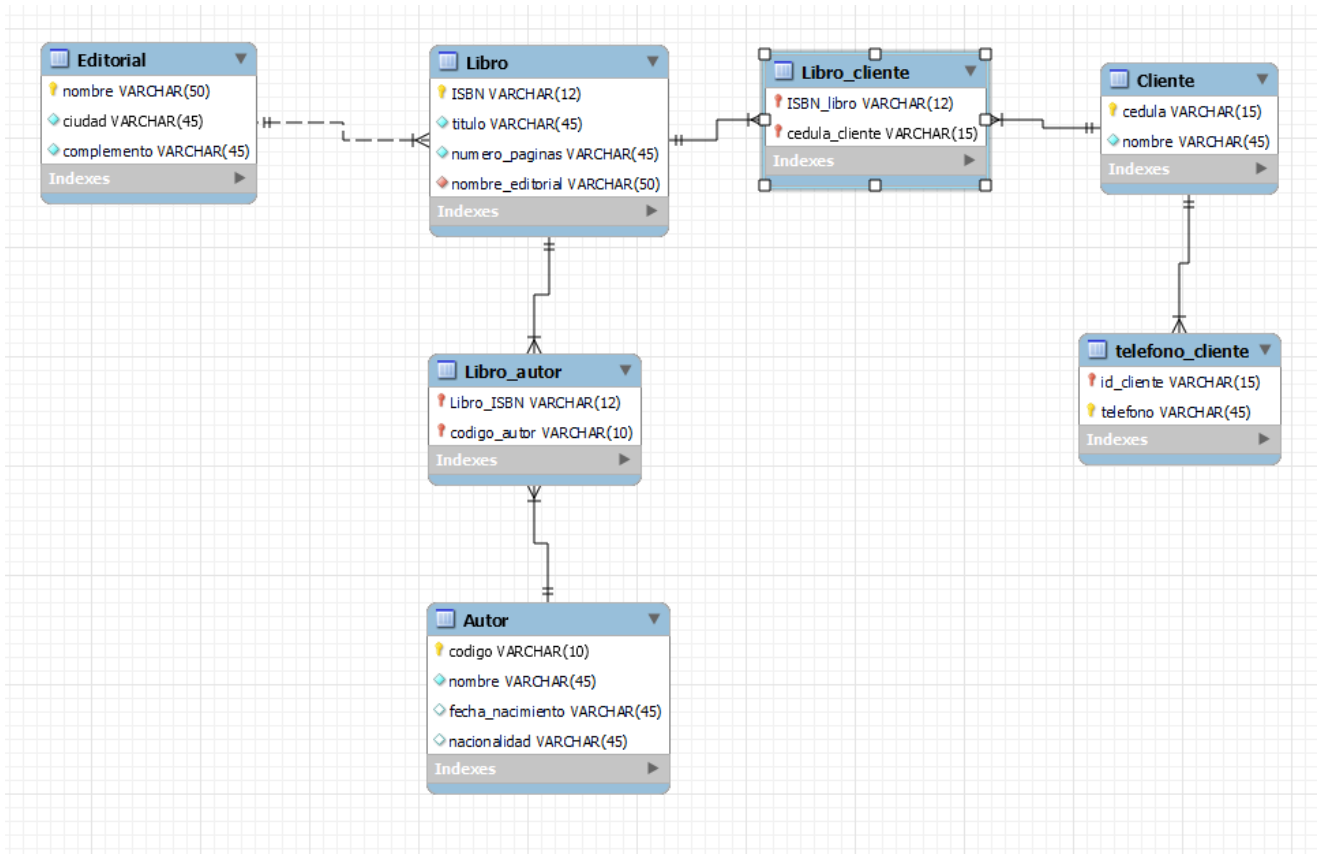 Editorial
nombre VARCHAR(50)
ciudad VARCHAR(45)
complemento VARCHAR(45)
Indexes
Libro
ISBN VARCHAR(12)
titulo VARCHAR(45)
numero_paginas VARCHAR(45)
nombre_editorial VARCHAR(50)
Indexes
Libro_cliente
ISBN_libro VARCHAR(12)
cedula_cliente VARCHAR(15)
Indexes
Cliente
cedula VARCHAR(15)
nombre VARCHAR(45)
Indexes
Libro_autor
Libro_ISBN VARCHAR(12)
codigo_autor VARCHAR(10)
Indexes
telefono_cliente
id_cliente VARCHAR(15)
telefono VARCHAR(45)
Indexes
Autor
codigo VARCHAR(10)
nombre VARCHAR(45)
fecha_nacimiento VARCHAR(45)
nacionalidad VARCHAR(45)
Indexes